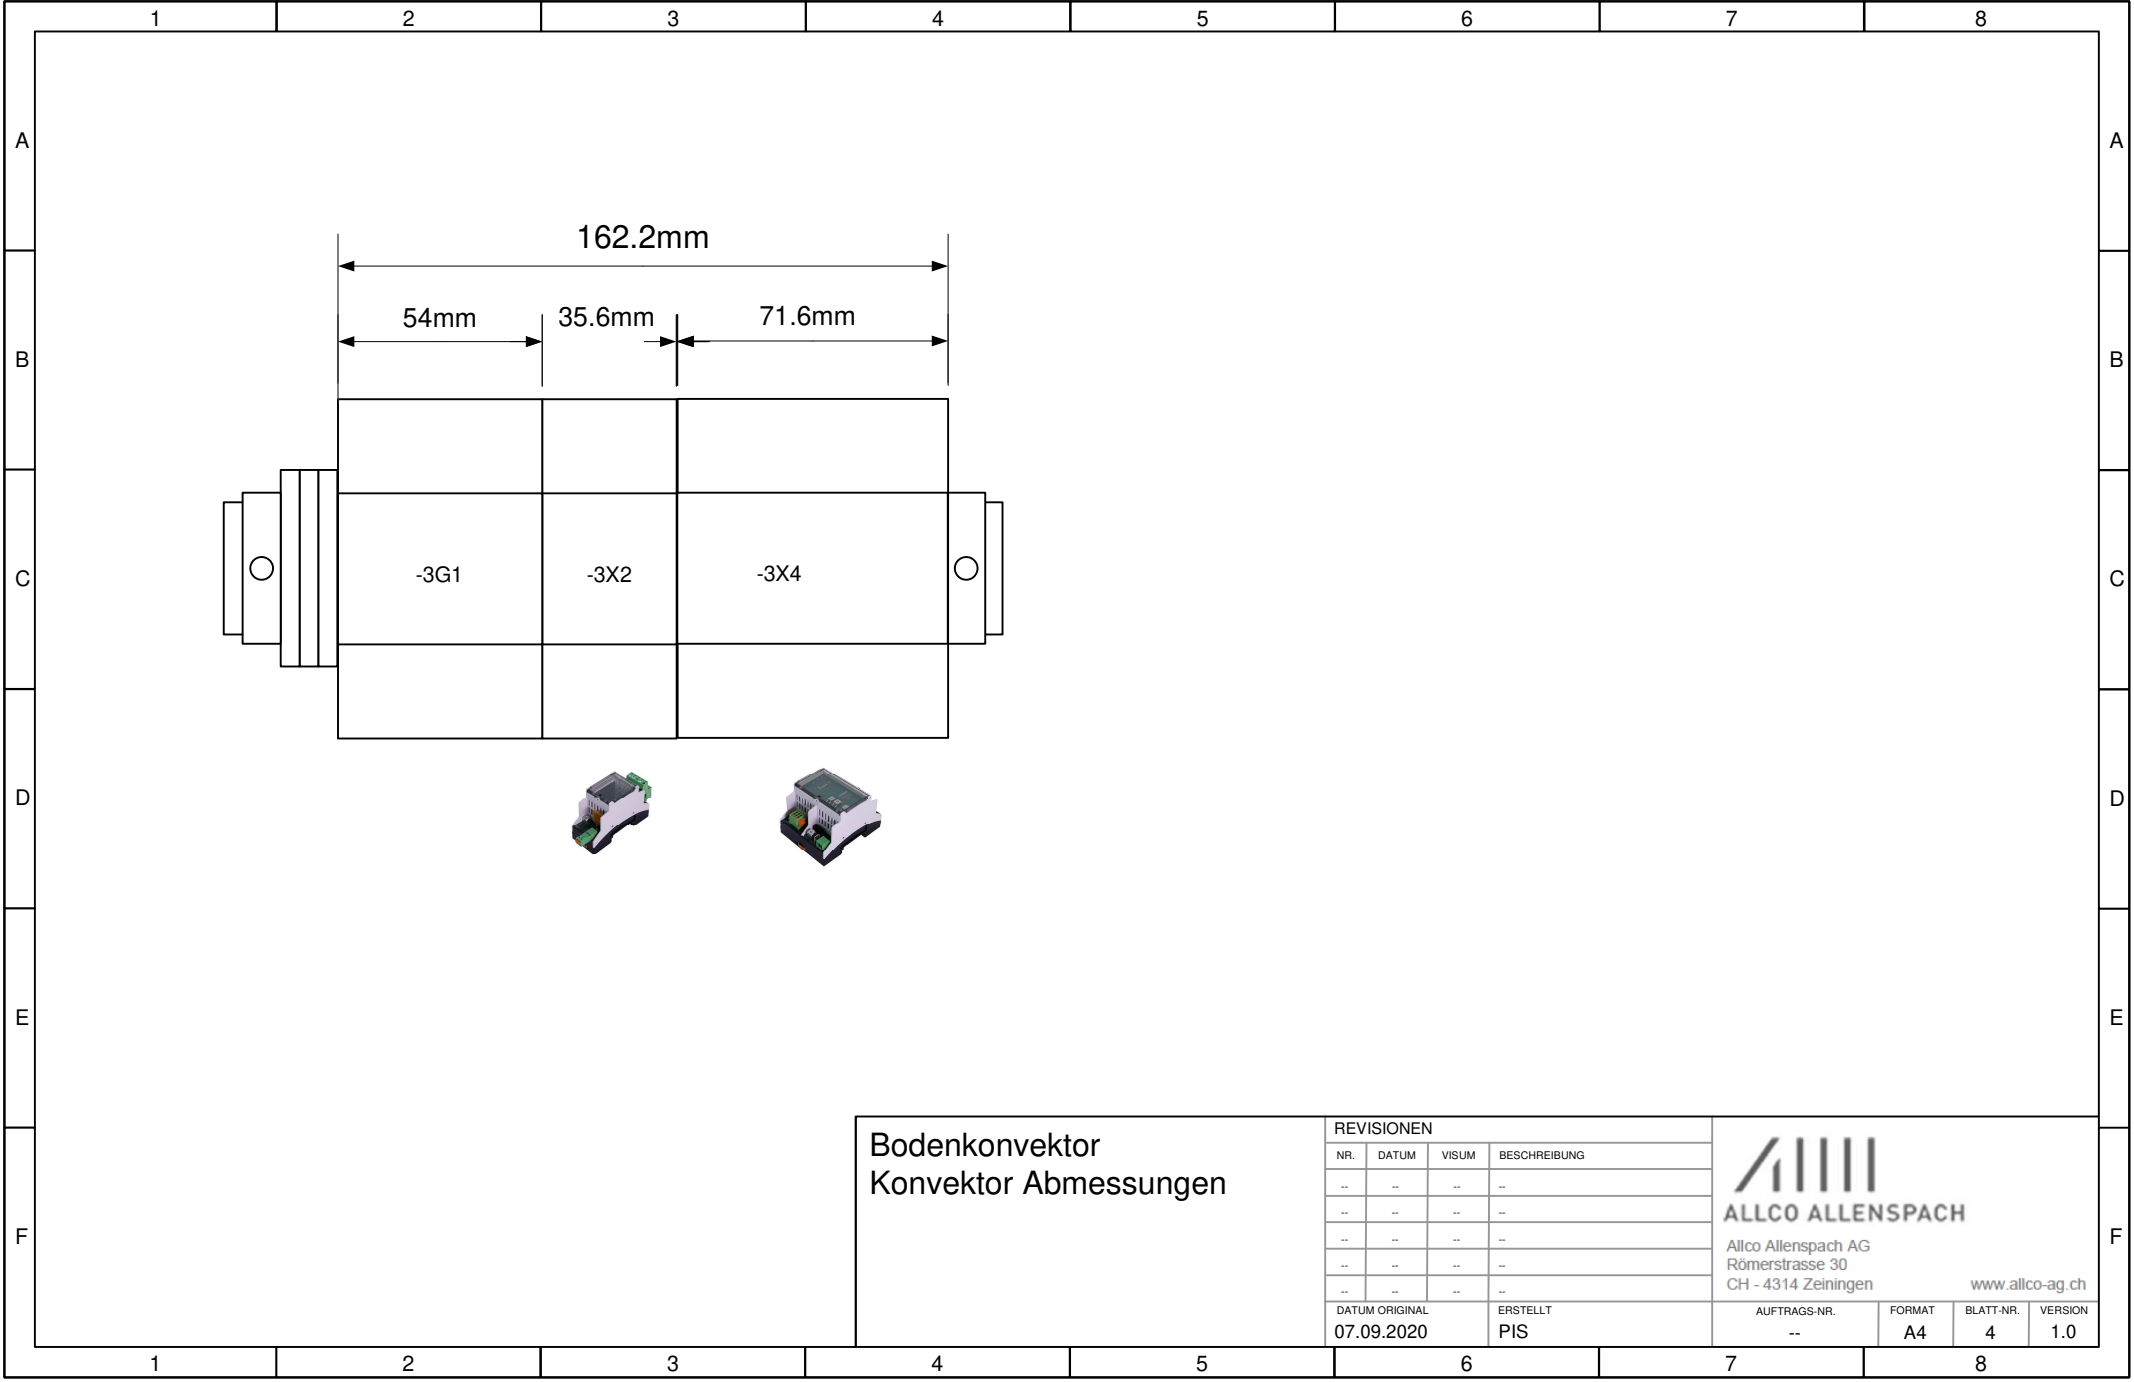 1 2 3 4 5 6 7 8
A A
162.2mm
54mm 35.6mm 71.6mm
B B
-3G1 -3X2 -3X4
C C
D D
E E
Bodenkonvektor
Konvektor Abmessungen
REVISIONEN
NR. DATUM VISUM BESCHREIBUNG
-- -- -- --
-- -- -- --
-- -- -- --
-- -- -- --
-- -- -- --
DATUM ORIGINAL ERSTELLT
07.09.2020 PIS
ALLCO ALLENSPACH
Allco Allenspach AG
Römerstrasse 30
CH - 4314 Zeiningen www.allco-ag.ch
AUFTRAGS-NR. FORMAT BLATT-NR. VERSION
-- A4 4 1.0
F F
1 2 3 4 5 6 7 8